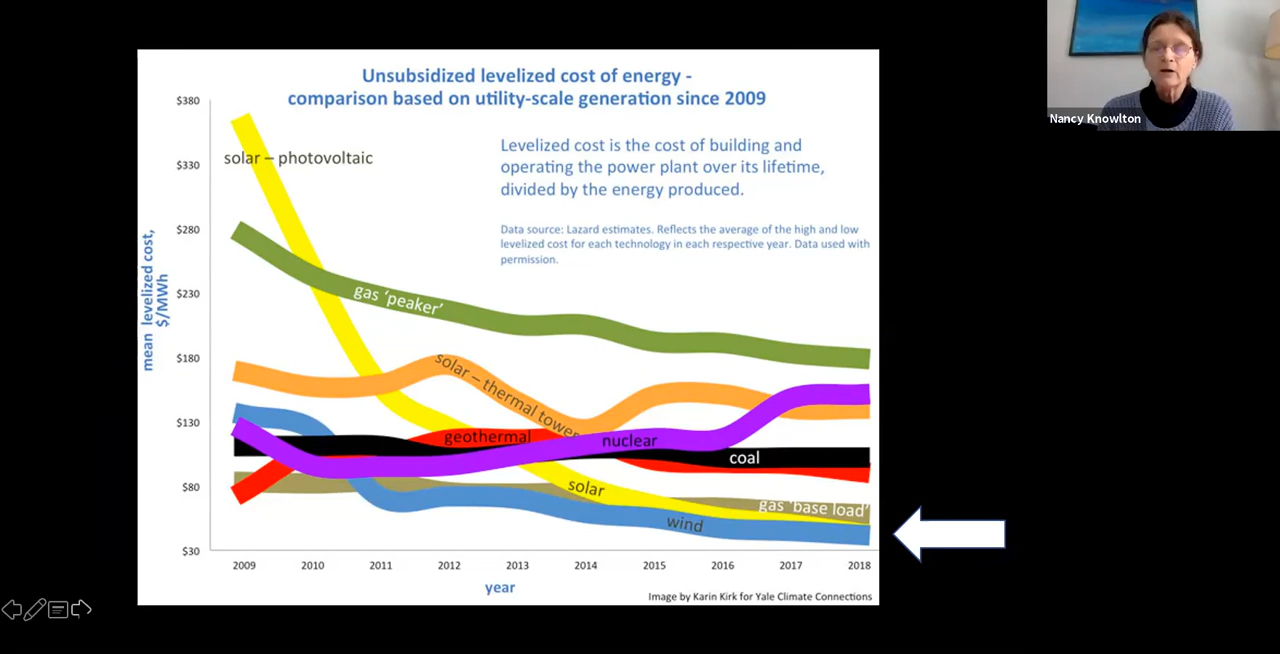 Unsubsidized levelized cost of energy -
comparison based on utility-scale generation since 2009
Nancy Knowlton
Levelized cost is the cost of building and
operating the power plant over its lifetime,
divided by the energy produced.
Data source: Lazard estimates. Reflects the average of the high and low
levelized cost for each technology in each respective year. Data used with
permission.
mean levelized cost,
$/MWh
$380
$330
$280
$230
$180
$130
$80
$30
solar – photovoltaic
gas ‘peaker’
solar – thermal tower
geothermal
nuclear
coal
solar
gas ‘base load’
wind
2009 2010 2011 2012 2013 2014 2015 2016 2017 2018
year
Image by Karin Kirk for Yale Climate Connections